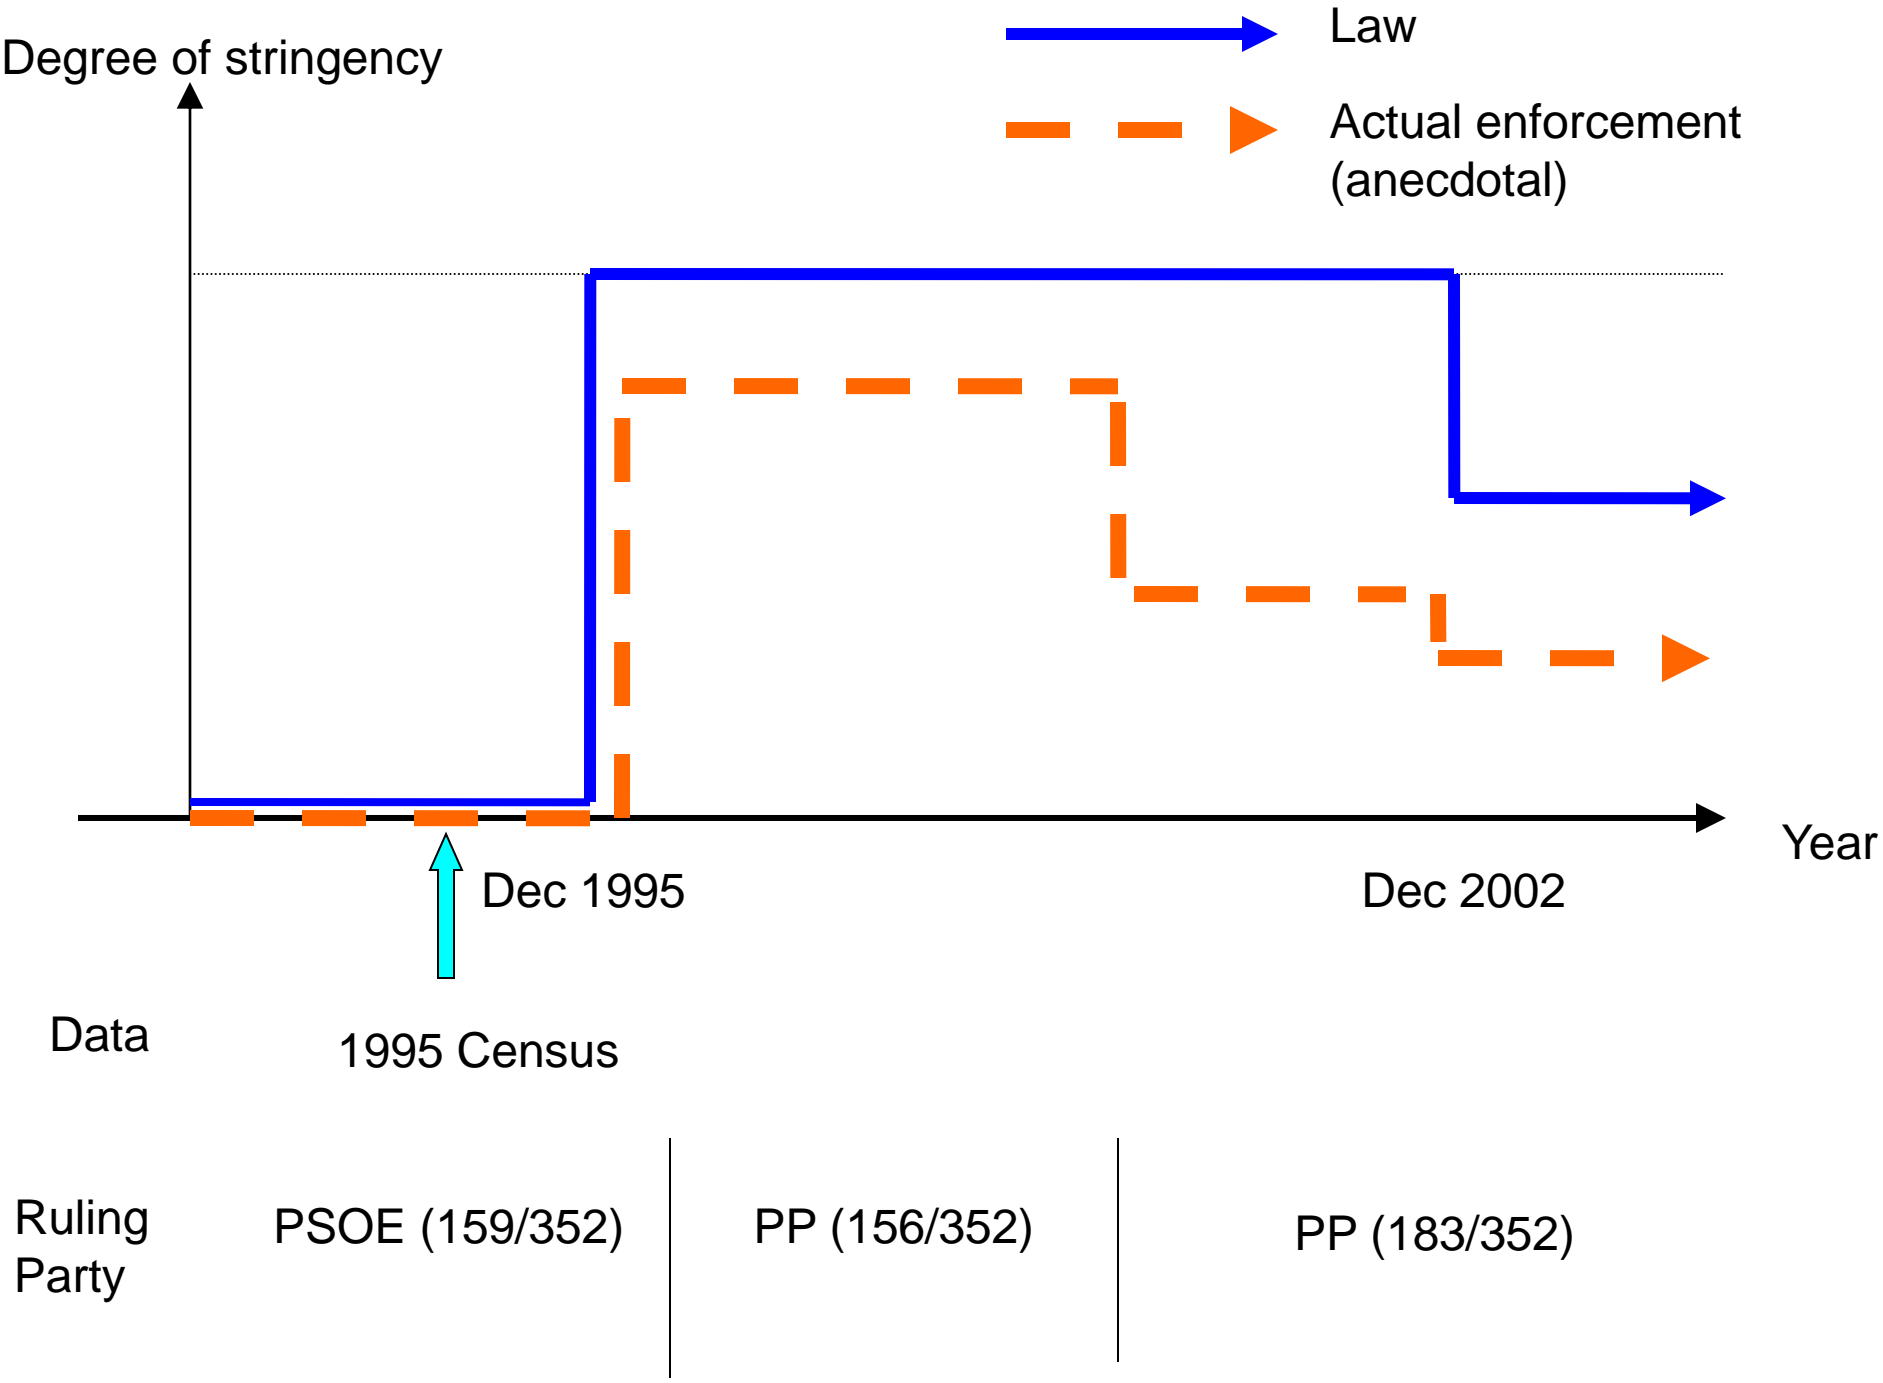 Law
Degree of stringency
Actual enforcement
(anecdotal)
Year
Dec 1995
Dec 2002
Data
1995 Census
Ruling
Party
PSOE (159/352)
PP (156/352)
PP (183/352)